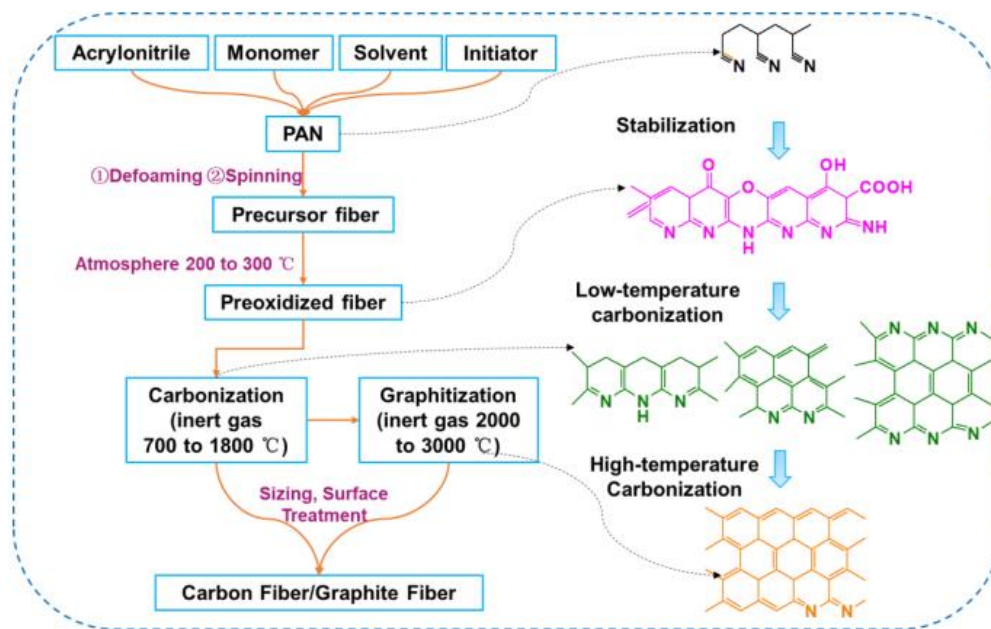 Acrylonitrile
Monomer
Solvent
Initiator
PAN
①Defoaming ②Spinning
Precursor fiber
Atmosphere 200 to 300 ℃
Preoxidized fiber
Carbonization
(inert gas
700 to 1800 ℃)
Graphitization
(inert gas 2000
to 3000 ℃)
Sizing, Surface
Treatment
Carbon Fiber/Graphite Fiber
N N N
Stabilization
O OH
O COOH
N N N N N NH
H
Low-temperature
carbonization
N N N
H
N N
N N N
N N N
High-temperature
Carbonization
N N